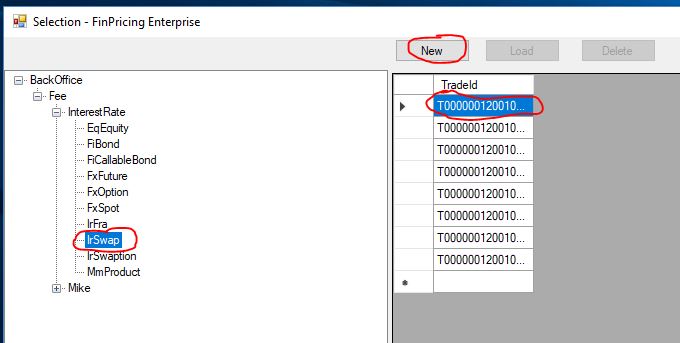 Selection - FinPricing Enterprise
New
Load
Delete
BackOffice
Fee
InterestRate
EqEquity
FiBond
FiCallableBond
FxFuture
FxOption
FxSpot
IrFra
IrSwap
IrSwaption
MmProduct
Mike
TradeId
T000000120010...
T000000120010...
T000000120010...
T000000120010...
T000000120010...
T000000120010...
T000000120010...
T000000120010...